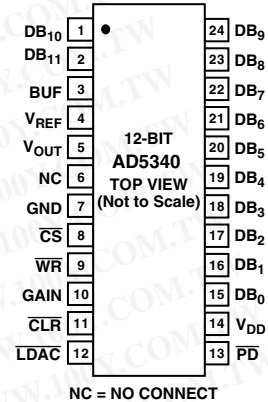 DB10 1
DB11 2
BUF 3
VREF 4
VOUT 5
NC 6
GND 7
CS 8
WR 9
GAIN 10
CLR 11
LDAC 12
12-BIT
AD5340
TOP VIEW
(Not to Scale)
24 DB9
23 DB8
22 DB7
21 DB6
20 DB5
19 DB4
18 DB3
17 DB2
16 DB1
15 DB0
14 VDD
13 PD
NC = NO CONNECT